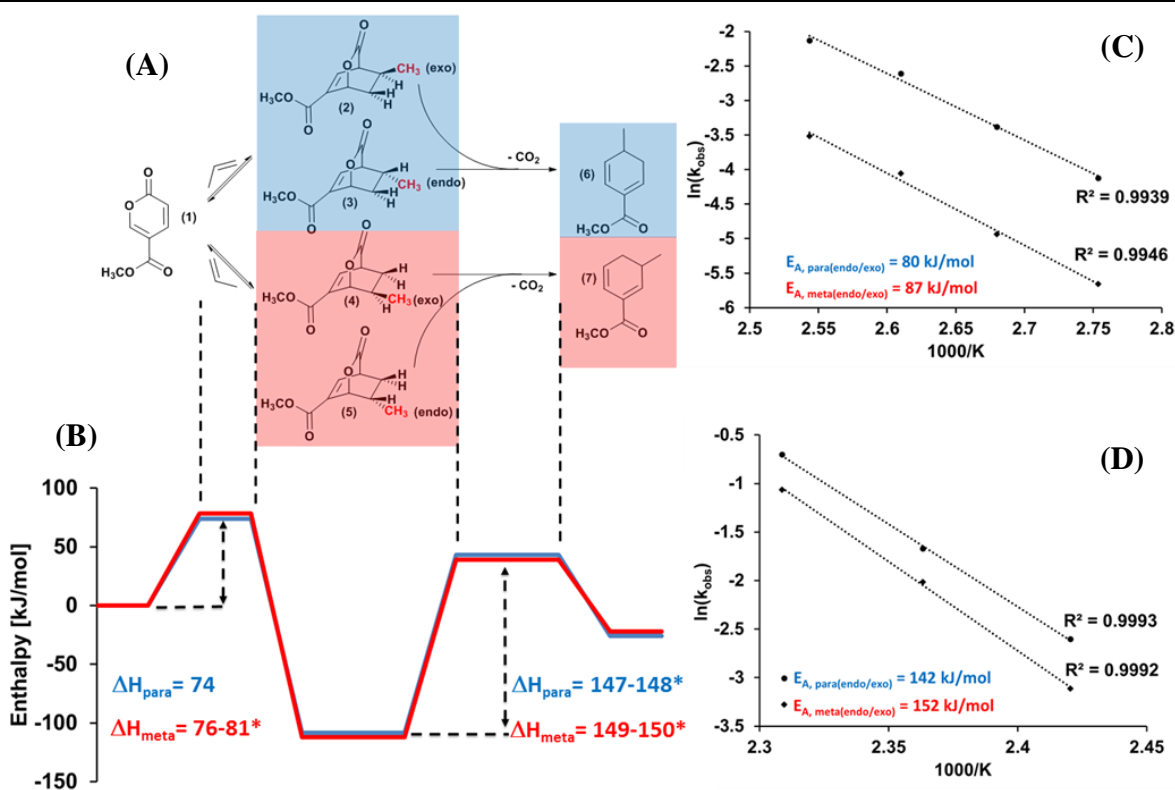 (A)
O
O
CH₃ (exo)
H
H
H
H₃CO
O
(2)
O
O
H
CH₃ (endo)
H
H
H₃CO
O
(3)
O
O
H
H
CH₃(exo)
H
H₃CO
O
(4)
O
O
H
H
H
CH₃ (endo)
H₃CO
O
(5)
O
O
(1)
H₃CO
O
- CO₂
- CO₂
(6)
H₃CO
O
(7)
H₃CO
O
(B)
Enthalpy [kJ/mol]
100
50
0
-50
-100
-150
ΔHpara= 74
ΔHmeta= 76-81*
ΔHpara= 147-148*
ΔHmeta= 149-150*
(C)
ln(kobs)
-2
-2.5
-3
-3.5
-4
-4.5
-5
-5.5
-6
R² = 0.9939
R² = 0.9946
EA, para(endo/exo) = 80 kJ/mol
EA, meta(endo/exo) = 87 kJ/mol
2.5 2.55 2.6 2.65 2.7 2.75 2.8
1000/K
(D)
ln(kobs)
-0.5
-1
-1.5
-2
-2.5
-3
-3.5
R² = 0.9993
R² = 0.9992
EA, para(endo/exo) = 142 kJ/mol
EA, meta(endo/exo) = 152 kJ/mol
2.3 2.35 2.4 2.45
1000/K